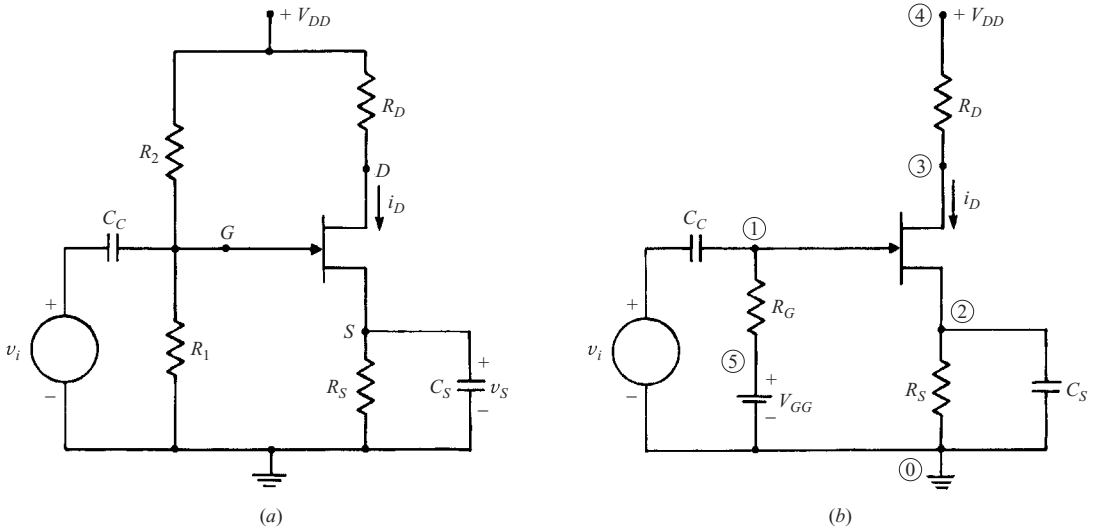 + V_DD
R_D
R_2
D
i_D
C_C
G
+
v_i
−
R_1
S
R_S
C_S
+
v_S
−
(a)
④ + V_DD
R_D
③
i_D
C_C
①
+
v_i
−
R_G
⑤
+
V_GG
−
②
R_S
C_S
⓪
(b)